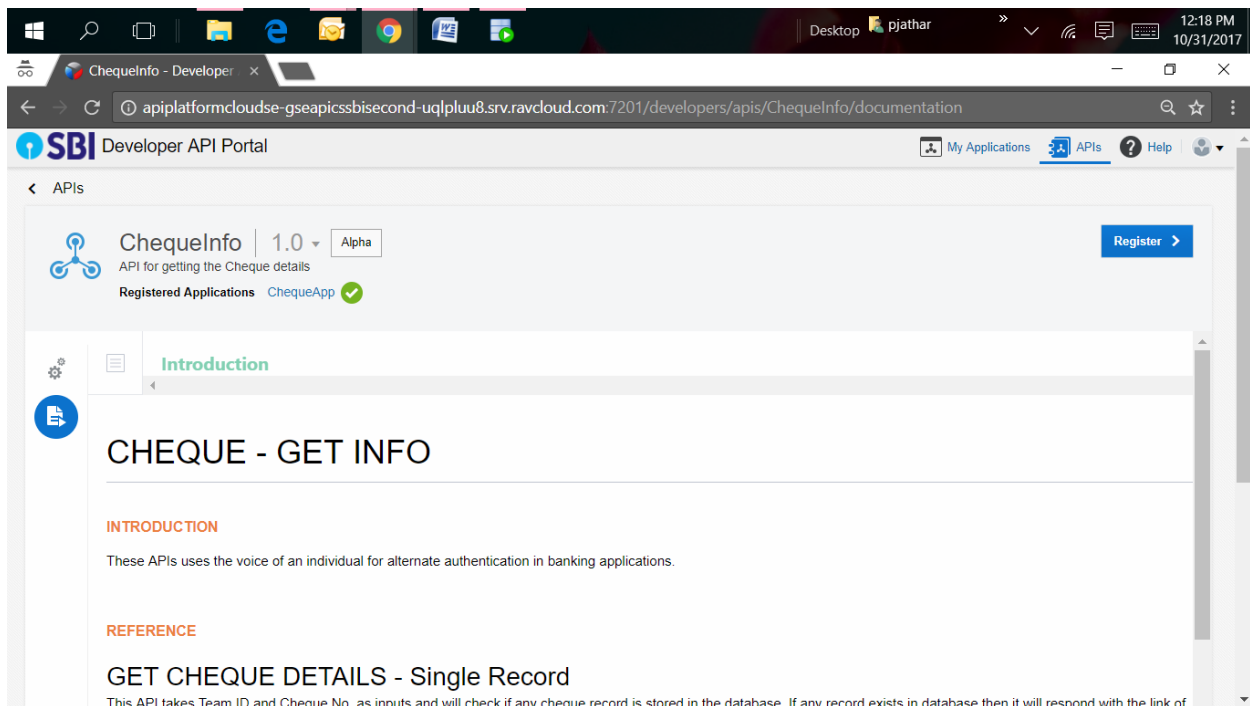 Desktop pjathar » 12:18 PM
10/31/2017
ChequeInfo - Developer
apiplatformcloudse-gseapicssbisecond-uqlpluu8.srv.ravcloud.com:7201/developers/apis/ChequeInfo/documentation
SBI Developer API Portal My Applications APIs Help
APIs
ChequeInfo 1.0 Alpha Register
API for getting the Cheque details
Registered Applications ChequeApp
Introduction
CHEQUE - GET INFO
INTRODUCTION
These APIs uses the voice of an individual for alternate authentication in banking applications.
REFERENCE
GET CHEQUE DETAILS - Single Record
This API takes Team ID and Cheque No. as inputs and will check if any cheque record is stored in the database. If any record exists in database then it will respond with the link of